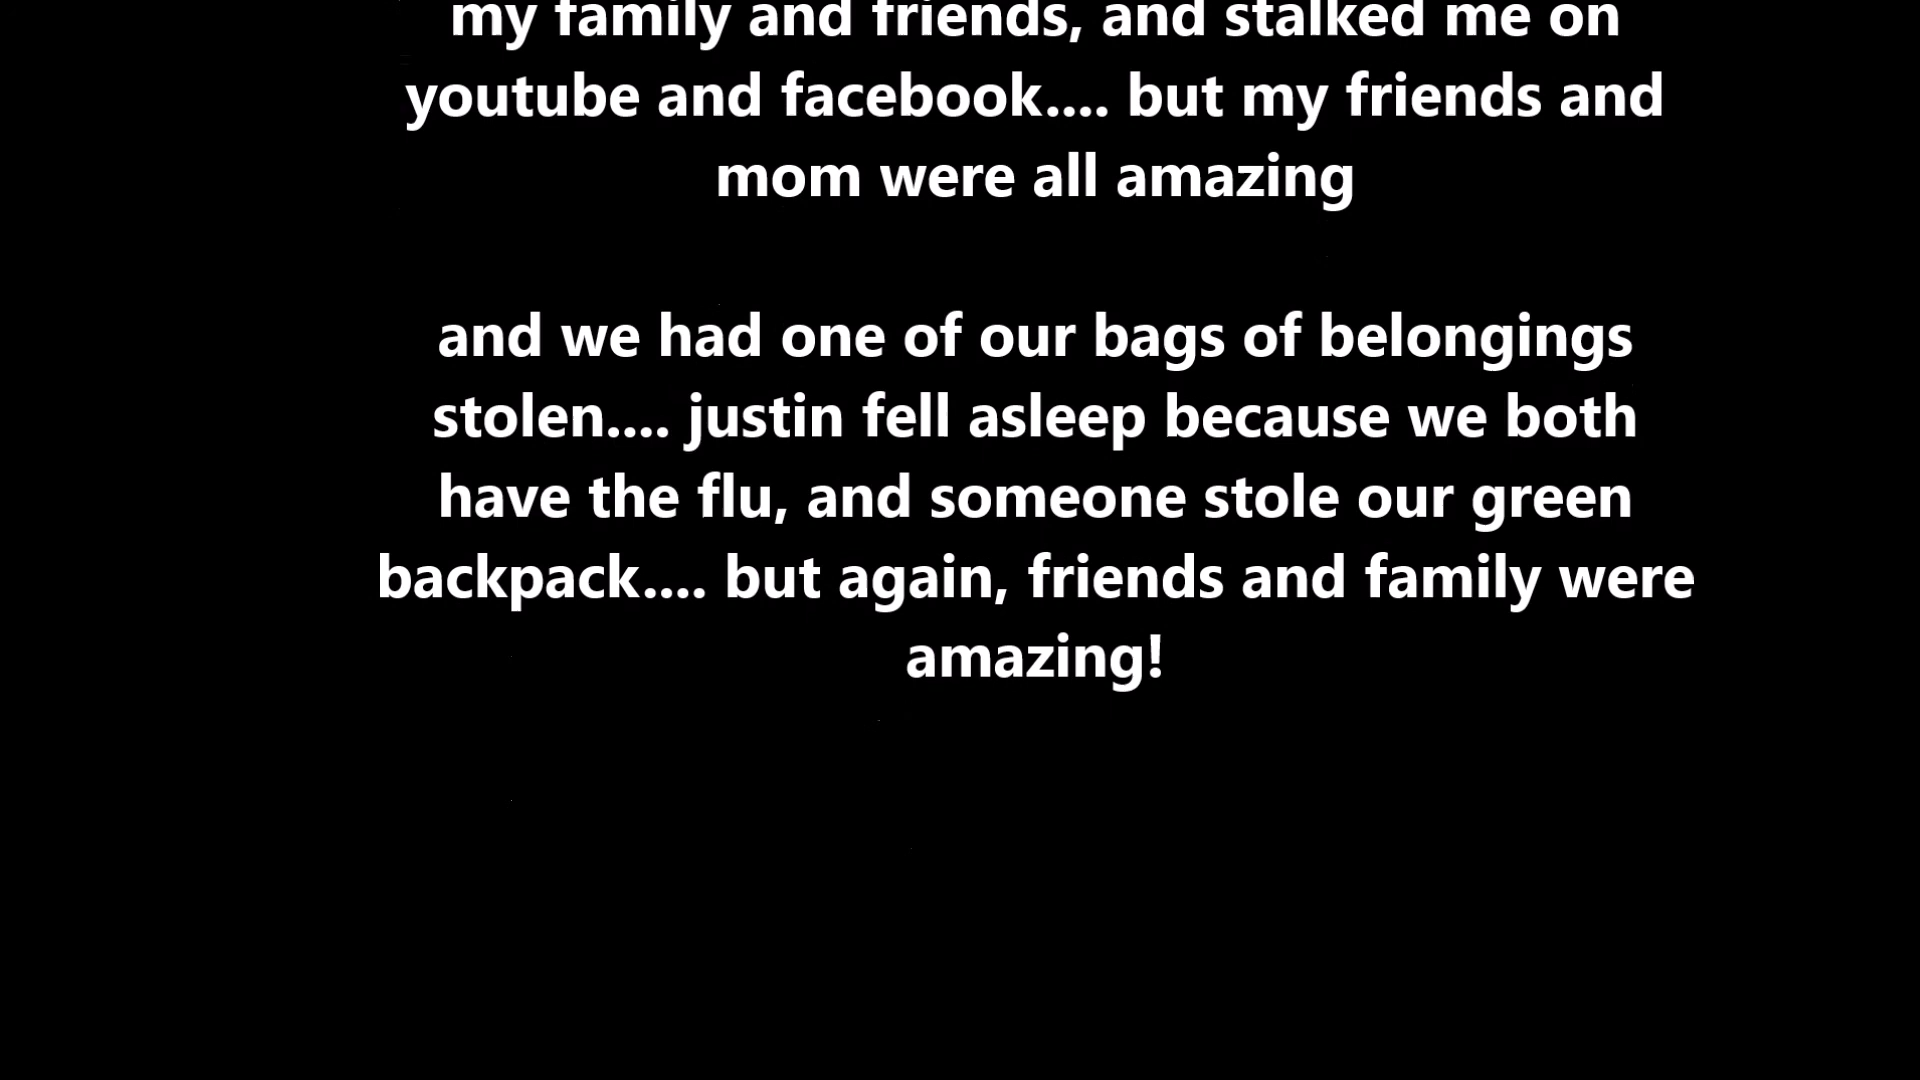 my family and friends, and stalked me on
youtube and facebook.... but my friends and
mom were all amazing
and we had one of our bags of belongings
stolen.... justin fell asleep because we both
have the flu, and someone stole our green
backpack.... but again, friends and family were
amazing!